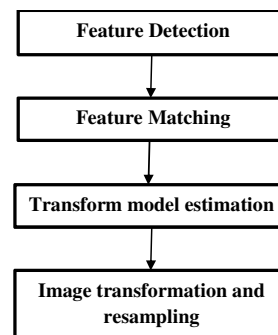 Feature Detection
Feature Matching
Transform model estimation
Image transformation and
resampling